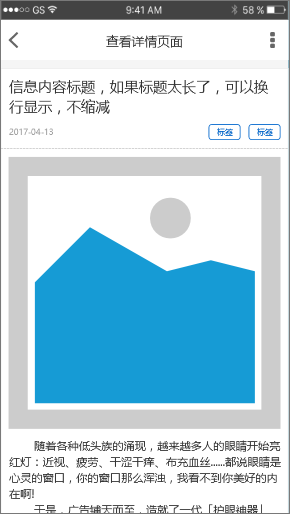 GS 9:41 AM 58 %
查看详情页面
信息内容标题，如果标题太长了，可以换
行显示，不缩减
2017-04-13 标签 标签
随着各种低头族的涌现，越来越多人的眼睛开始亮
红灯：近视、疲劳、干涩干痒、布充血丝......都说眼睛是
心灵的窗口，你的窗口那么浑浊，我看不到你美好的内
在啊!
于是，广告铺天而至，造就了一代「护眼神器」